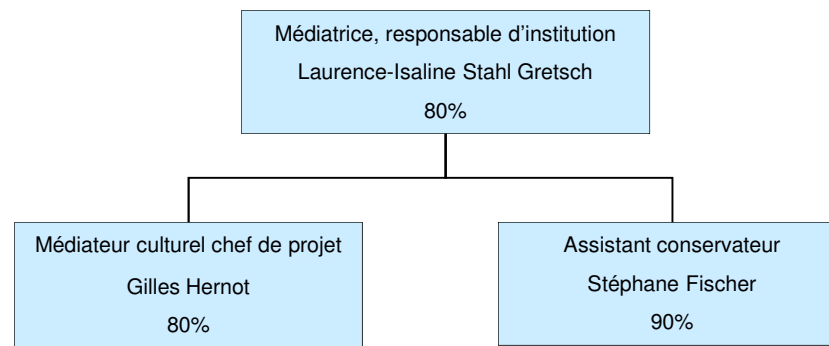 Médiatrice, responsable d’institution
Laurence-Isaline Stahl Gretsch
80%
Médiateur culturel chef de projet
Gilles Hernot
80%
Assistant conservateur
Stéphane Fischer
90%